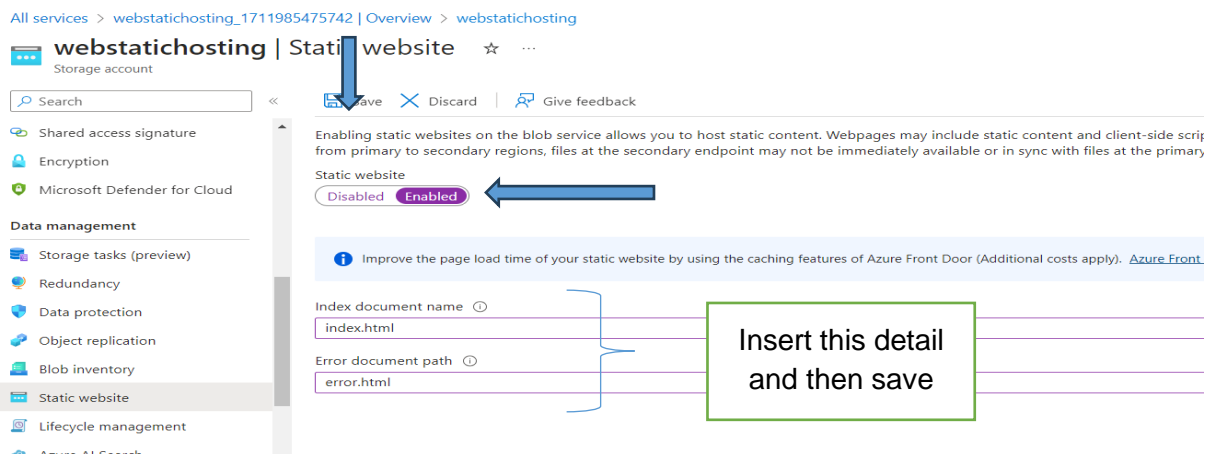 All services > webstatichosting_1711985475742 | Overview > webstatichosting
webstatichosting | Static website
Storage account
Search
Save Discard Give feedback
Shared access signature
Encryption
Microsoft Defender for Cloud
Data management
Storage tasks (preview)
Redundancy
Data protection
Object replication
Blob inventory
Static website
Lifecycle management
Azure AI Search
Enabling static websites on the blob service allows you to host static content. Webpages may include static content and client-side scrip
from primary to secondary regions, files at the secondary endpoint may not be immediately available or in sync with files at the primary
Static website
Disabled Enabled
Improve the page load time of your static website by using the caching features of Azure Front Door (Additional costs apply). Azure Front
Index document name
index.html
Error document path
error.html
Insert this detail
and then save